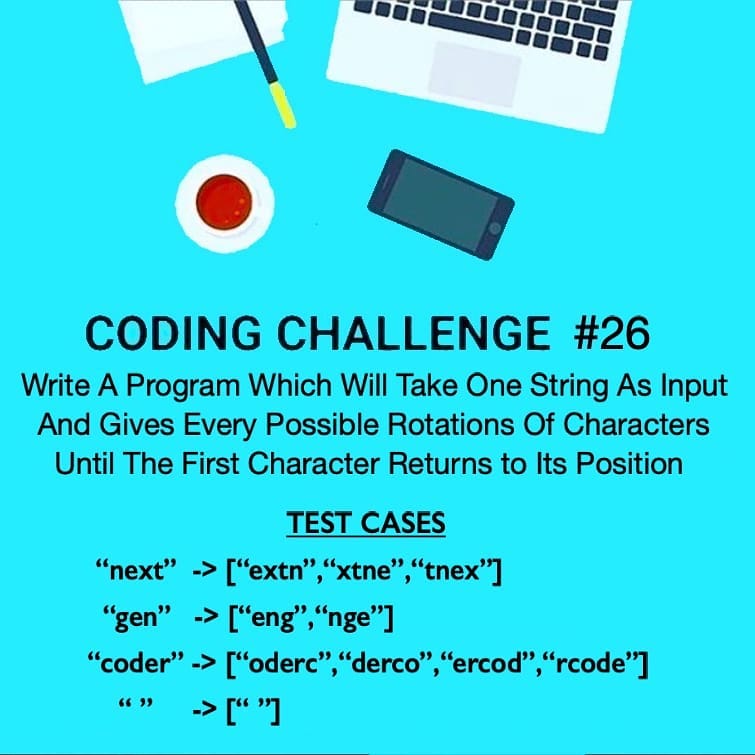 CODING CHALLENGE #26
Write A Program Which Will Take One String As Input
And Gives Every Possible Rotations Of Characters
Until The First Character Returns to Its Position
TEST CASES
“next” -> [“extn”,“xtne”,“tnex”]
“gen” -> [“eng”,“nge”]
“coder” -> [“oderc”,“derco”,“ercod”,“rcode”]
“ ” -> [“ ”]